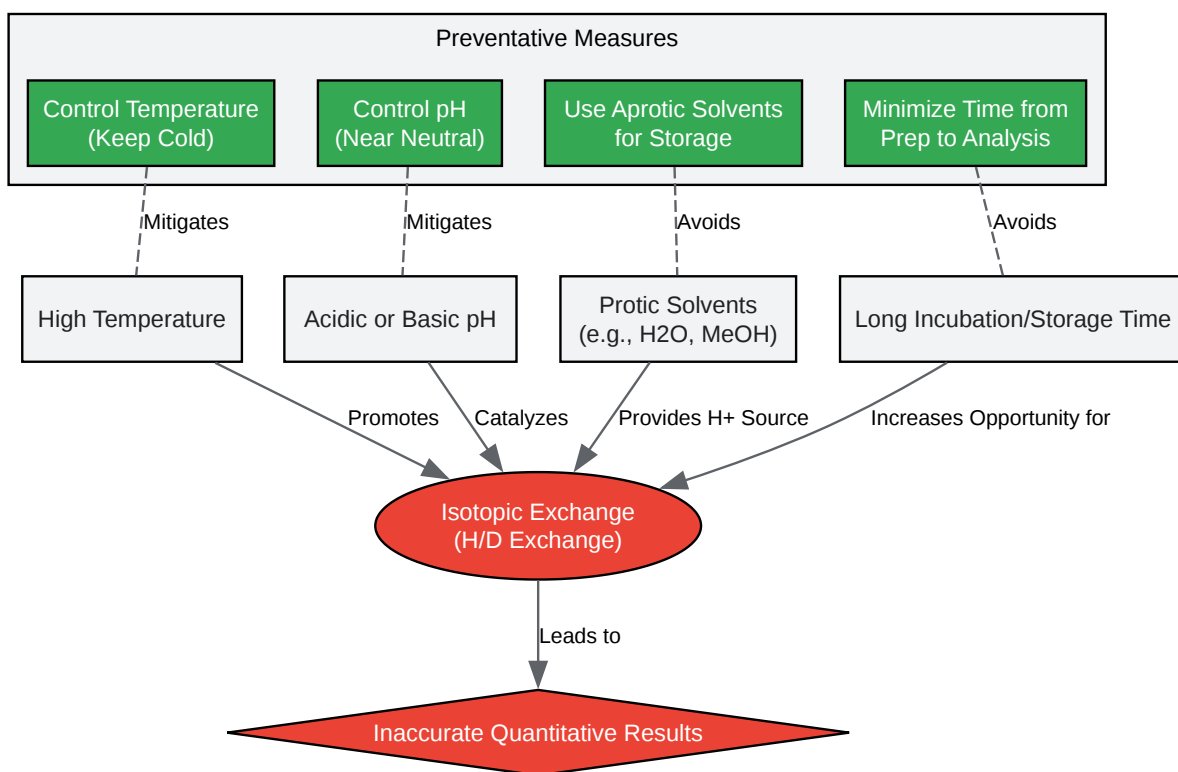 Preventative Measures
Control Temperature
(Keep Cold)
Control pH
(Near Neutral)
Use Aprotic Solvents
for Storage
Minimize Time from
Prep to Analysis
Mitigates
Mitigates
Avoids
Avoids
High Temperature
Acidic or Basic pH
Protic Solvents
(e.g., H2O, MeOH)
Long Incubation/Storage Time
Promotes
Catalyzes
Provides H+ Source
Increases Opportunity for
Isotopic Exchange
(H/D Exchange)
Leads to
Inaccurate Quantitative Results